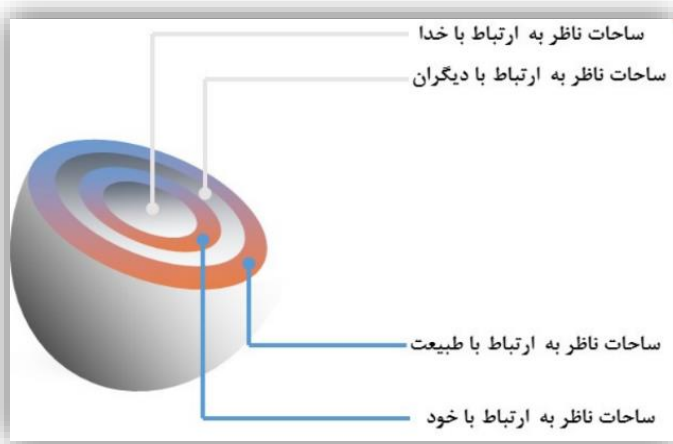 ساحات ناظر به ارتباط با خدا
ساحات ناظر به ارتباط با دیگران
ساحات ناظر به ارتباط با طبیعت
ساحات ناظر به ارتباط با خود